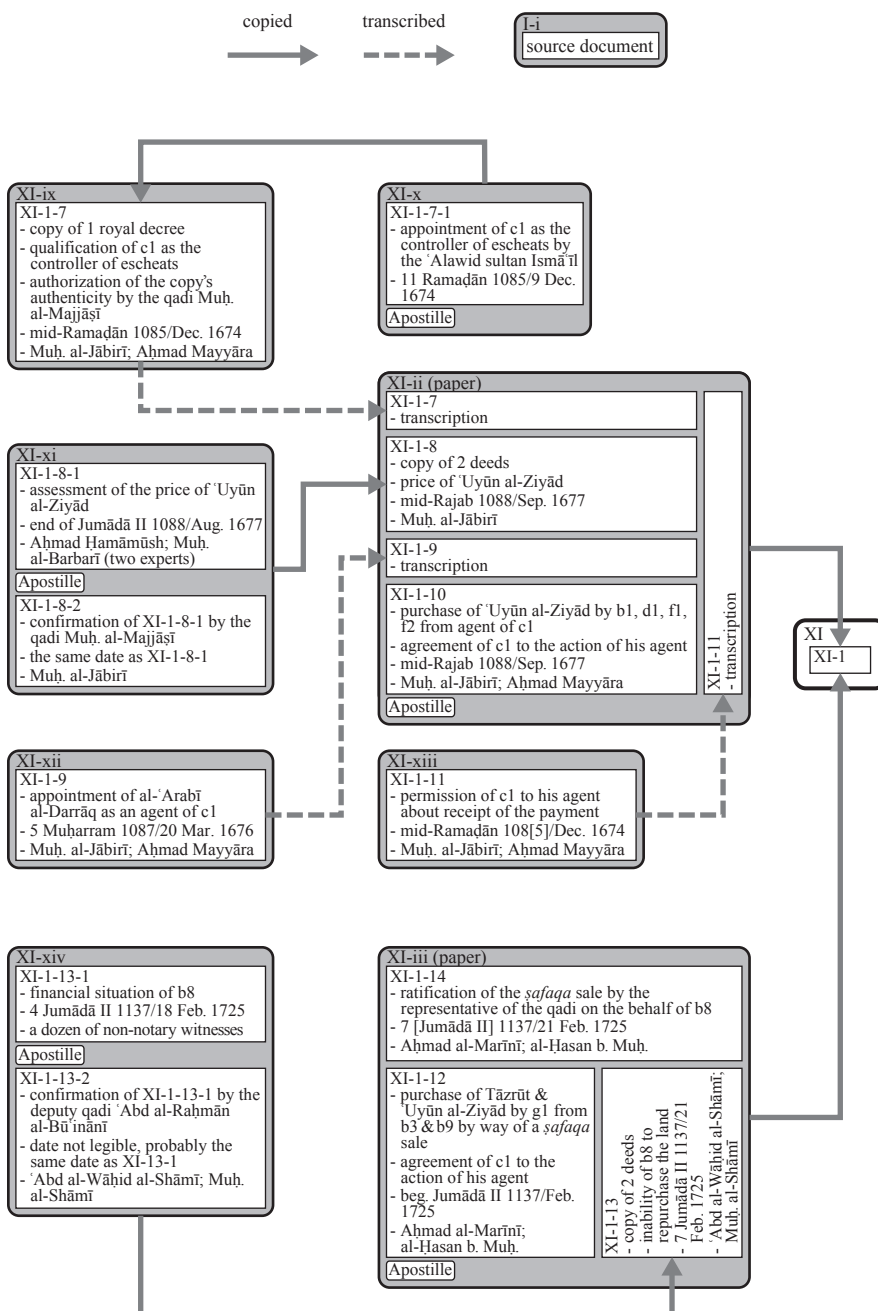 copied
transcribed
I-i
source document
XI-ix
XI-1-7
- copy of 1 royal decree
- qualification of c1 as the
controller of escheats
- authorization of the copy's
authenticity by the qadi Muḥ.
al-Majjāṣī
- mid-Ramaḍān 1085/Dec. 1674
- Muḥ. al-Jābirī; Aḥmad Mayyāra
XI-x
XI-1-7-1
- appointment of c1 as the
controller of escheats by
the ʿAlawid sultan Ismāʿīl
- 11 Ramaḍān 1085/9 Dec.
1674
Apostille
XI-xi
XI-1-8-1
- assessment of the price of ʿUyūn
al-Ziyād
- end of Jumādā II 1088/Aug. 1677
- Aḥmad Ḥamāmūsh; Muḥ.
al-Barbarī (two experts)
Apostille
XI-1-8-2
- confirmation of XI-1-8-1 by the
qadi Muḥ. al-Majjāṣī
- the same date as XI-1-8-1
- Muḥ. al-Jābirī
XI-ii (paper)
XI-1-7
- transcription
XI-1-8
- copy of 2 deeds
- price of ʿUyūn al-Ziyād
- mid-Rajab 1088/Sep. 1677
- Muḥ. al-Jābirī
XI-1-9
- transcription
XI-1-10
- purchase of ʿUyūn al-Ziyād by b1, d1, f1,
f2 from agent of c1
- agreement of c1 to the action of his agent
- mid-Rajab 1088/Sep. 1677
- Muḥ. al-Jābirī; Aḥmad Mayyāra
Apostille
XI-1-11
- transcription
XI
XI-1
XI-xii
XI-1-9
- appointment of al-ʿArabī
al-Darrāq as an agent of c1
- 5 Muḥarram 1087/20 Mar. 1676
- Muḥ. al-Jābirī; Aḥmad Mayyāra
XI-xiii
XI-1-11
- permission of c1 to his agent
about receipt of the payment
- mid-Ramaḍān 108[5]/Dec. 1674
- Muḥ. al-Jābirī; Aḥmad Mayyāra
XI-xiv
XI-1-13-1
- financial situation of b8
- 4 Jumādā II 1137/18 Feb. 1725
- a dozen of non-notary witnesses
Apostille
XI-1-13-2
- confirmation of XI-1-13-1 by the
deputy qadi ʿAbd al-Raḥmān
al-Būʿinānī
- date not legible, probably the
same date as XI-13-1
- ʿAbd al-Wāḥid al-Shāmī; Muḥ.
al-Shāmī
XI-iii (paper)
XI-1-14
- ratification of the ṣafaqa sale by the
representative of the qadi on the behalf of b8
- 7 [Jumādā II] 1137/21 Feb. 1725
- Aḥmad al-Marīnī; al-Ḥasan b. Muḥ.
XI-1-12
- purchase of Tāzrūt &
ʿUyūn al-Ziyād by g1 from
b3 & b9 by way of a ṣafaqa
sale
- agreement of c1 to the
action of his agent
- beg. Jumādā II 1137/Feb.
1725
- Aḥmad al-Marīnī;
al-Ḥasan b. Muḥ.
Apostille
XI-1-13
- copy of 2 deeds
- inability of b8 to
repurchase the land
- 7 Jumādā II 1137/21
Feb. 1725
- ʿAbd al-Wāḥid al-Shāmī;
Muḥ. al-Shāmī